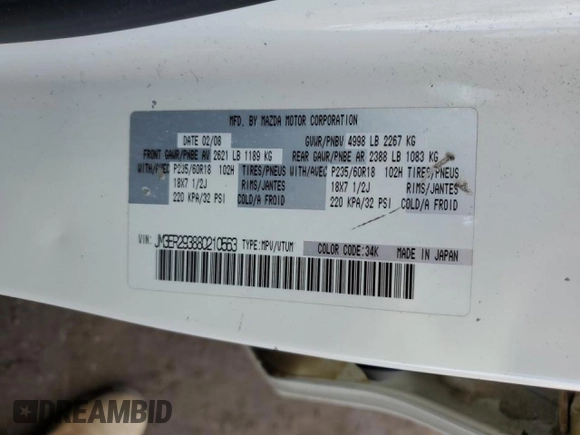 MFD. BY MAZDA MOTOR CORPORATION
DATE 02/08 GVWR/PNBV 4998 LB 2267 KG
FRONT GAWR/PNBE AV 2621 LB 1189 KG REAR GAWR/PNBE AR 2388 LB 1083 KG
WITH/AVEC P235/60R18 102H TIRES/PNEUS WITH/AVEC P235/60R18 102H TIRES/PNEUS
18X7 1/2J RIMS/JANTES 18X7 1/2J RIMS/JANTES
220 KPA/32 PSI COLD/A FROID 220 KPA/32 PSI COLD/A FROID
VIN: JM3ER293880210563 TYPE:MPV/VTUM COLOR CODE:34K MADE IN JAPAN
DREAMBID